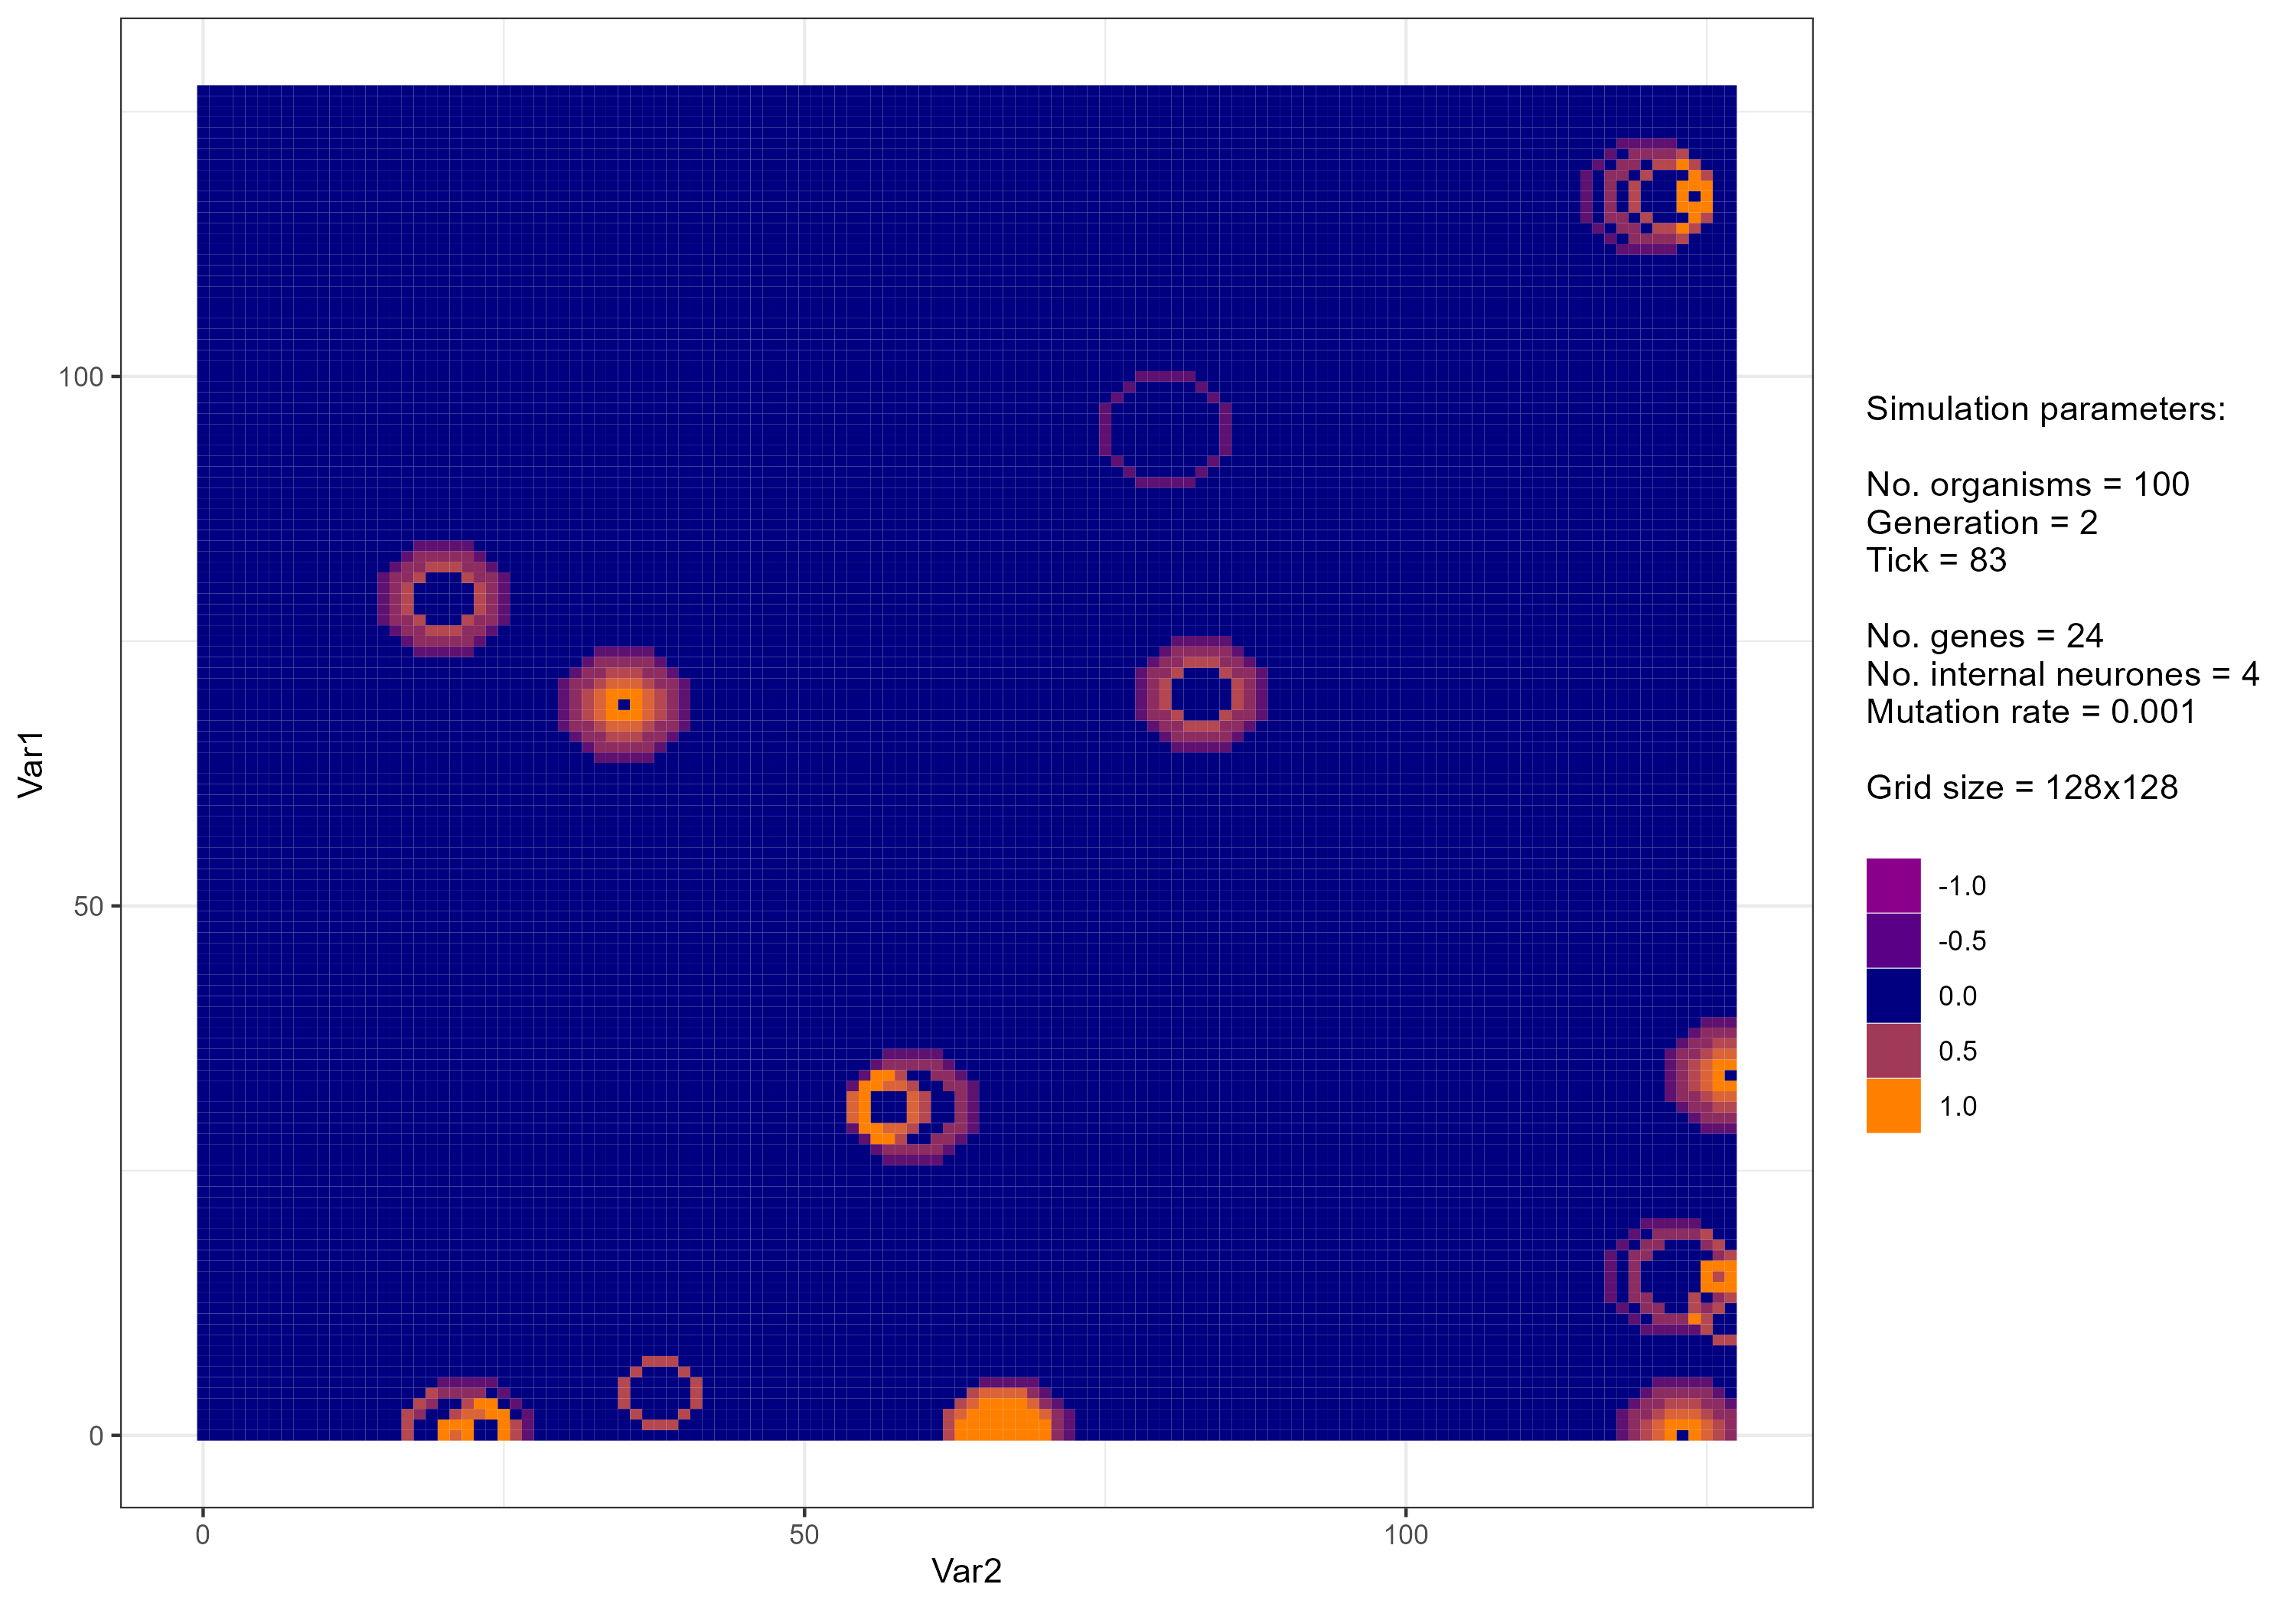 Simulation parameters:
No. organisms = 100
Generation = 2
Tick = 83
No. genes = 24
No. internal neurones = 4
Mutation rate = 0.001
Grid size = 128x128
-1.0
-0.5
0.0
0.5
1.0
100
50
0
Var1
0
50
100
Var2